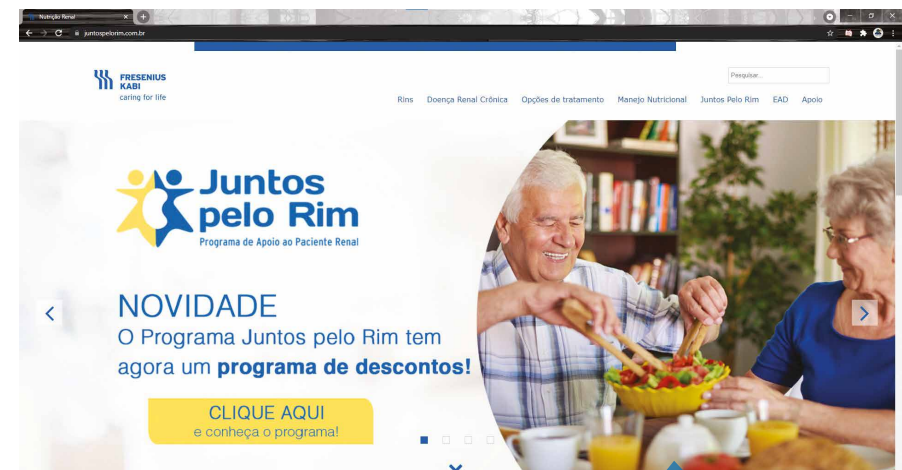 Nutrição Renal
juntospelorim.com.br
FRESENIUS
KABI
caring for life
Pesquisar...
Rins Doença Renal Crônica Opções de tratamento Manejo Nutricional Juntos Pelo Rim EAD Apoio
Juntos
pelo Rim
Programa de Apoio ao Paciente Renal
NOVIDADE
O Programa Juntos pelo Rim tem
agora um programa de descontos!
CLIQUE AQUI
e conheça o programa!